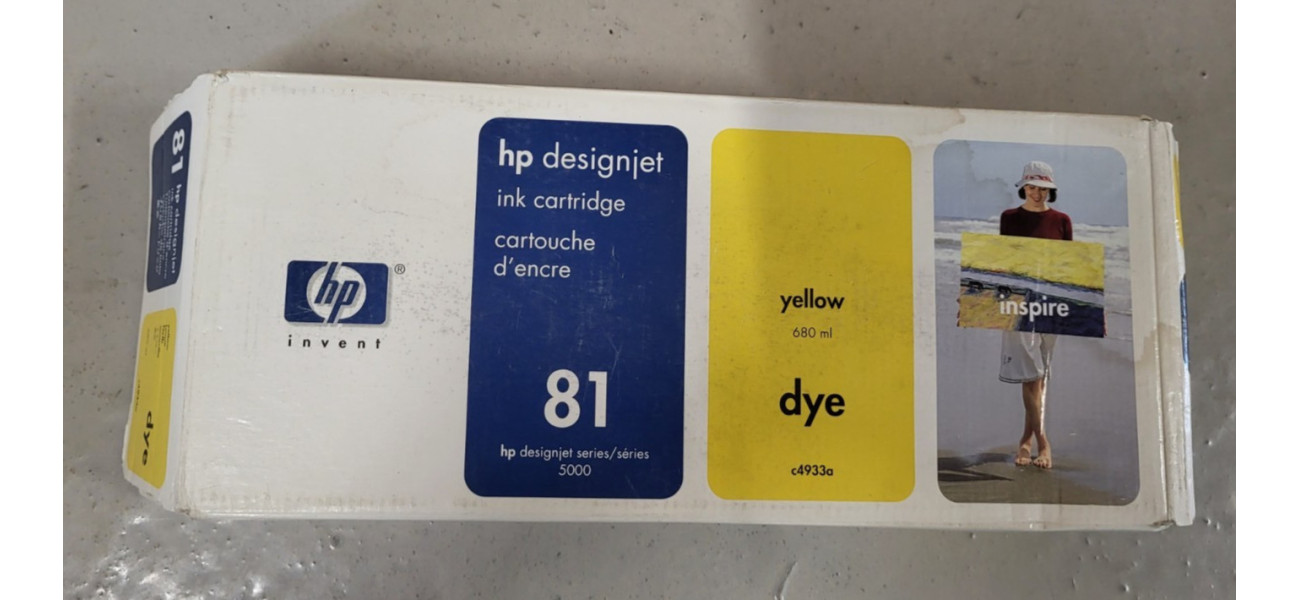 81
hp designjet
dye
hp
®
invent
hp designjet
ink cartridge
cartouche
d'encre
81
hp designjet series/séries
5000
yellow
680 ml
dye
c4933a
inspire